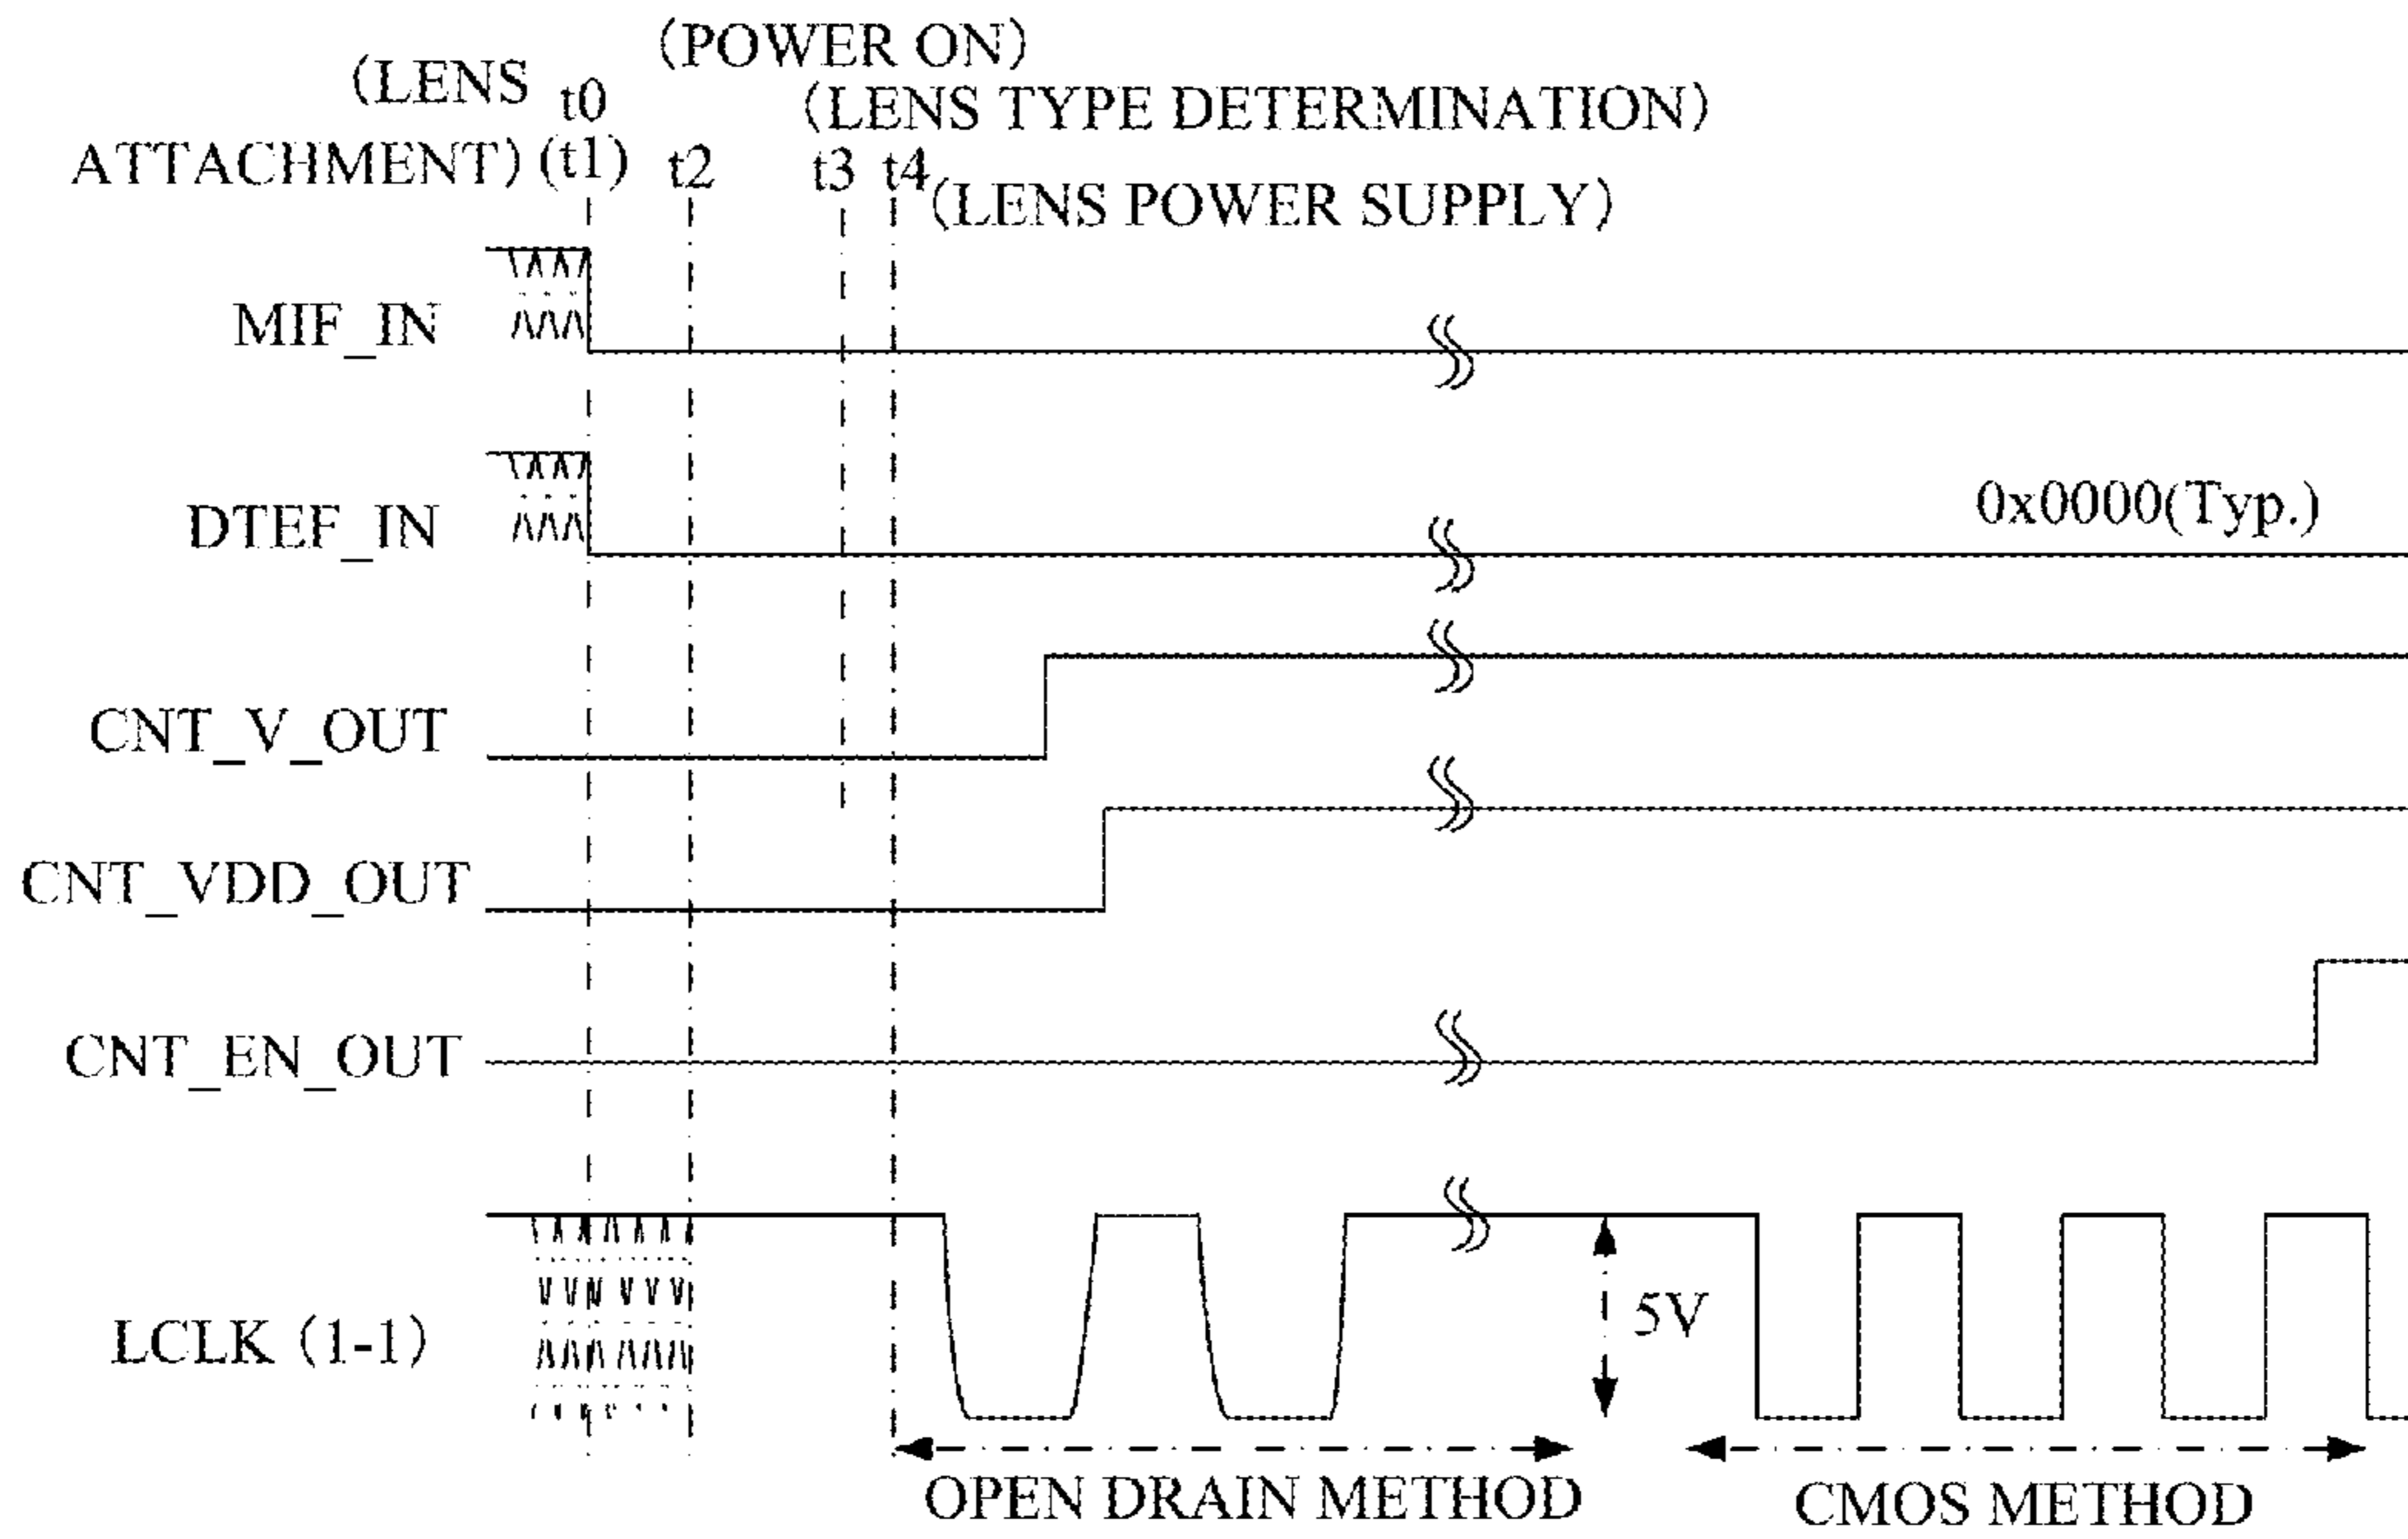 (POWER ON)
(LENS t0
(LENS TYPE DETERMINATION)
ATTACHMENT) (t1) t2 t3 t4
(LENS POWER SUPPLY)
MIF_IN
DTEF_IN
0x0000(Typ.)
CNT_V_OUT
CNT_VDD_OUT
CNT_EN_OUT
5V
LCLK (1-1)
OPEN DRAIN METHOD
CMOS METHOD